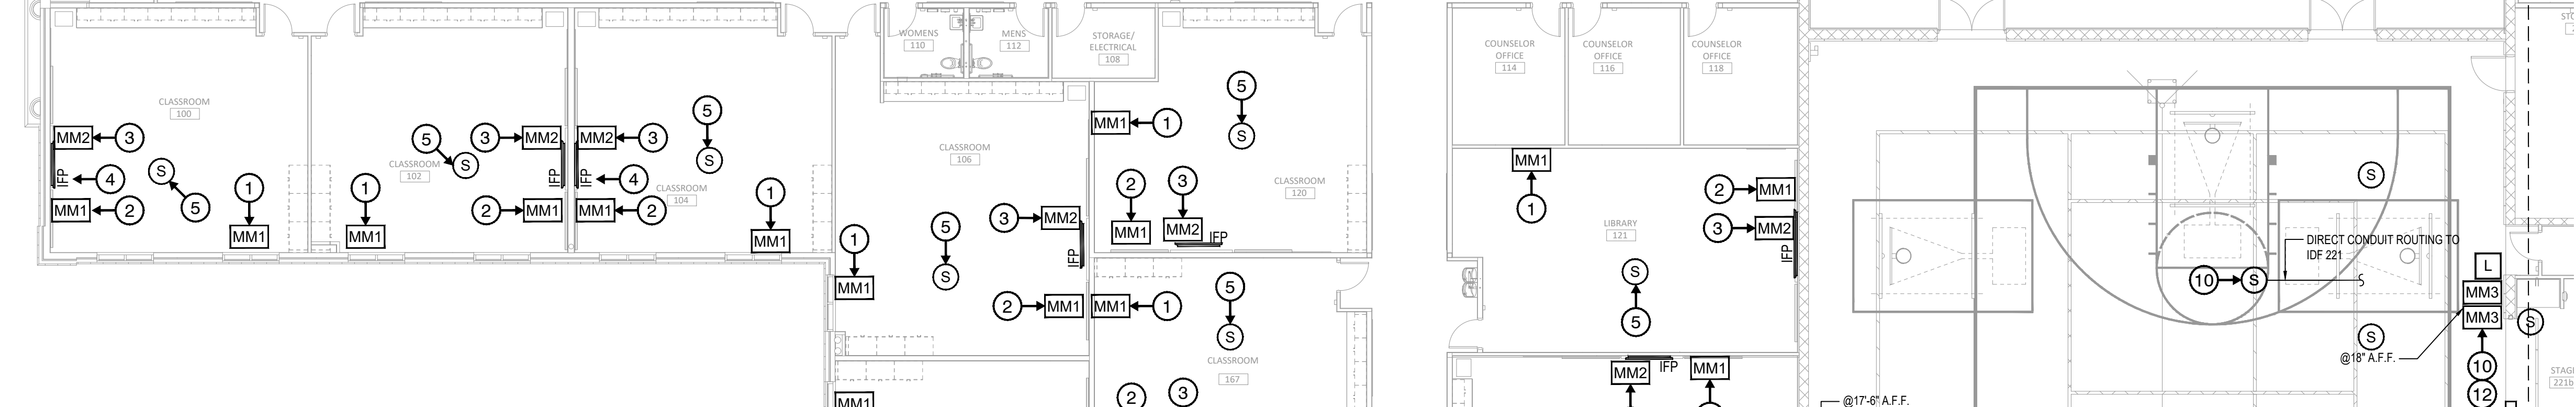 WOMENS
110
MENS
112
STORAGE/
ELECTRICAL
108
COUNSELOR
OFFICE
114
COUNSELOR
OFFICE
116
COUNSELOR
OFFICE
118
CLASSROOM
100
MM2
3
IFP
4
S
5
MM1
2
1
MM1
5
S
CLASSROOM
102
3
MM2
IFP
2
MM1
1
MM1
MM2
3
IFP
4
MM1
2
5
S
CLASSROOM
104
1
MM1
CLASSROOM
106
1
MM1
5
S
3
MM2
IFP
2
MM1
MM1
MM1
1
5
S
2
MM1
3
MM2
IFP
CLASSROOM
120
MM1
1
5
S
CLASSROOM
167
2
3
MM1
1
LIBRARY
121
2
MM1
3
MM2
IFP
S
5
MM2
IFP
MM1
S
DIRECT CONDUIT ROUTING TO
IDF 221
10
S
S
L
MM3
MM3
S
@18" A.F.F.
10
12
@17'-6" A.F.F.
221b